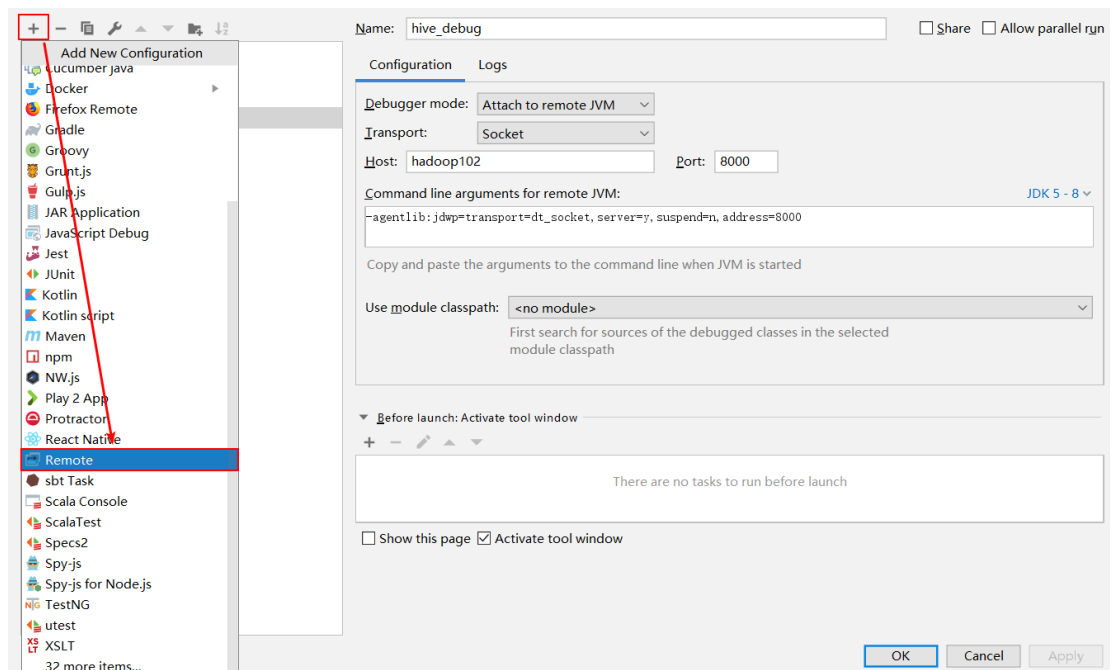 Add New Configuration
Cucumber Java
Docker
Firefox Remote
Gradle
Groovy
Grunt.js
Gulp.js
JAR Application
JavaScript Debug
Jest
JUnit
Kotlin
Kotlin script
Maven
npm
NW.js
Play 2 App
Protractor
React Native
Remote
sbt Task
Scala Console
ScalaTest
Specs2
Spy-js
Spy-js for Node.js
TestNG
utest
XSLT
32 more items...
Name: hive_debug Share Allow parallel run
Configuration Logs
Debugger mode: Attach to remote JVM
Transport: Socket
Host: hadoop102 Port: 8000
Command line arguments for remote JVM: JDK 5 - 8
-agentlib:jdwp=transport=dt_socket,server=y,suspend=n,address=8000
Copy and paste the arguments to the command line when JVM is started
Use module classpath: <no module>
First search for sources of the debugged classes in the selected
module classpath
Before launch: Activate tool window
There are no tasks to run before launch
Show this page Activate tool window
OK Cancel Apply